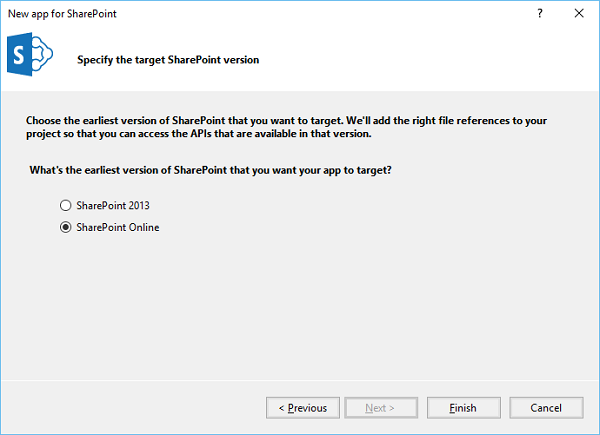 New app for SharePoint
?
S
Specify the target SharePoint version
Choose the earliest version of SharePoint that you want to target. We'll add the right file references to your
project so that you can access the APIs that are available in that version.
What's the earliest version of SharePoint that you want your app to target?
SharePoint 2013
SharePoint Online
< Previous
Next >
Finish
Cancel